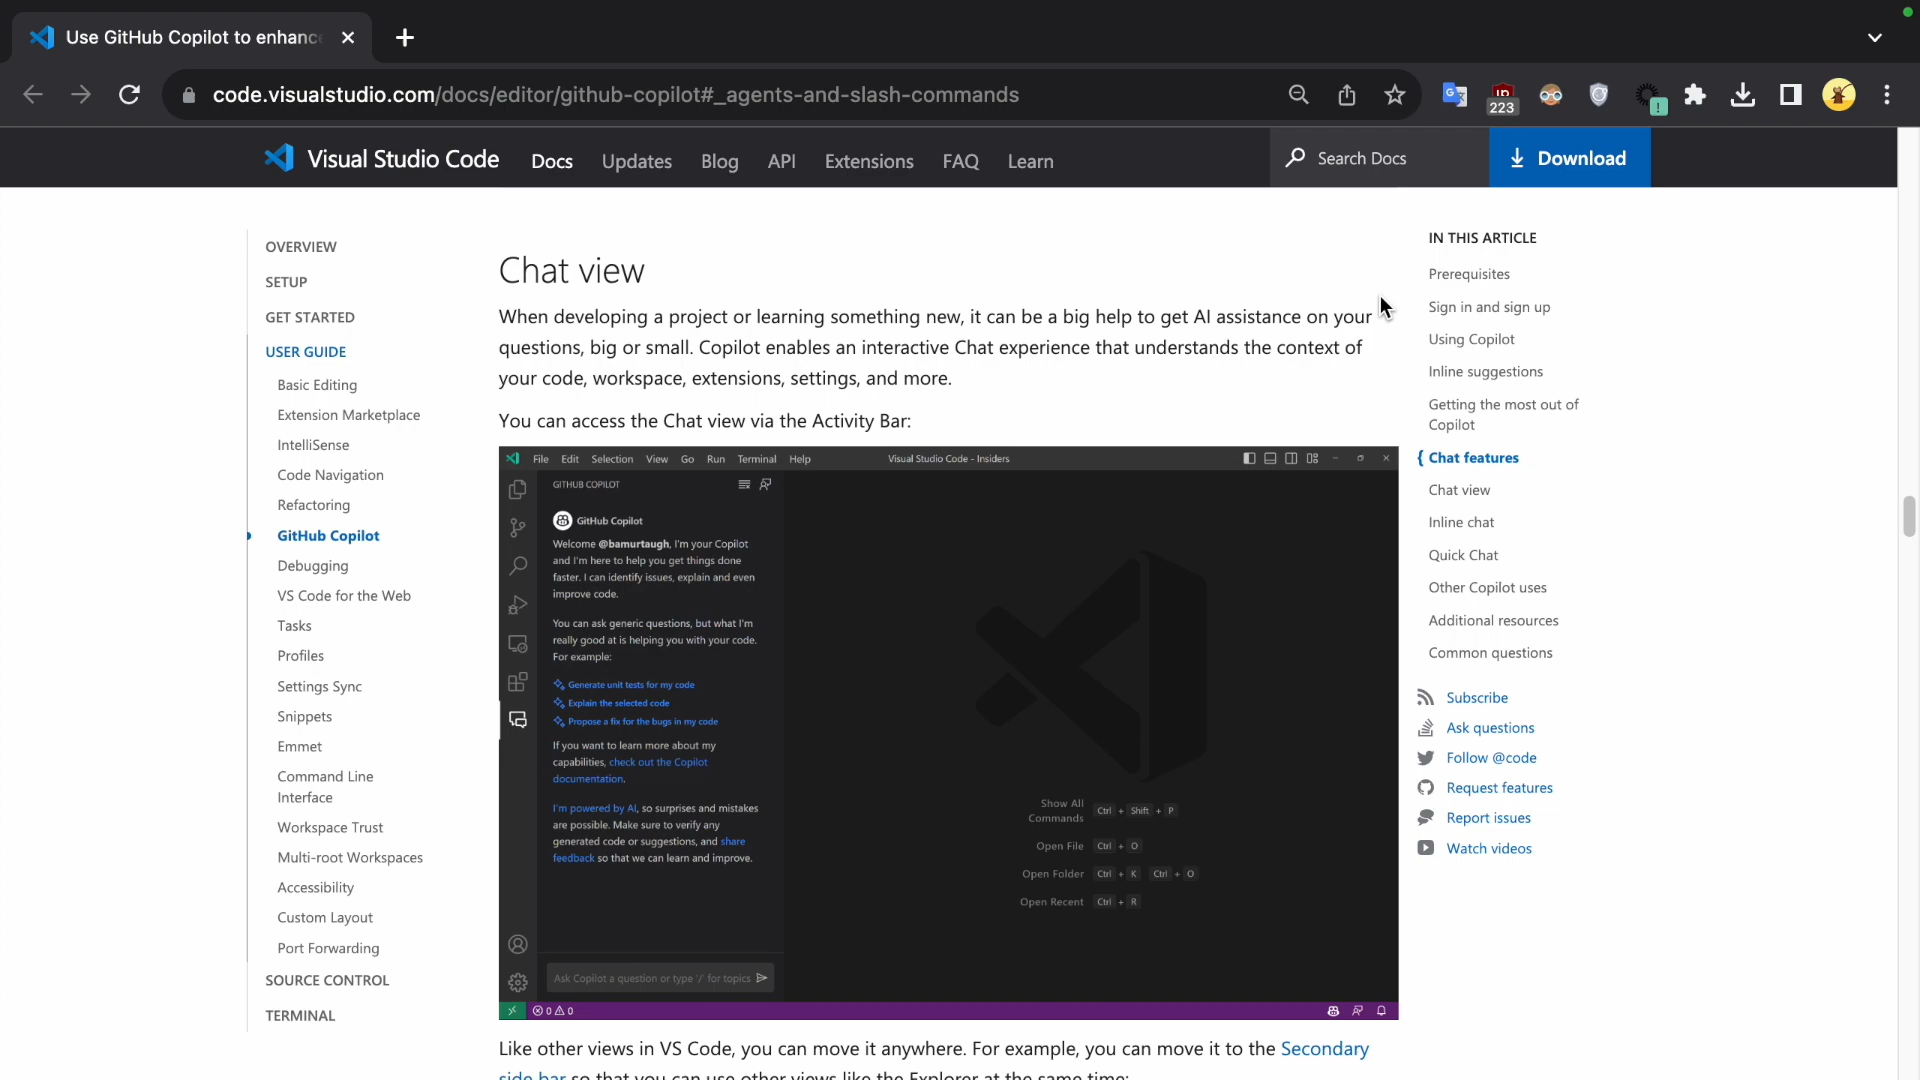 Use GitHub Copilot to enhanc
code.visualstudio.com/docs/editor/github-copilot#_agents-and-slash-commands
223
Visual Studio Code
Docs
Updates
Blog
API
Extensions
FAQ
Learn
Search Docs
Download
OVERVIEW
SETUP
GET STARTED
USER GUIDE
Basic Editing
Extension Marketplace
IntelliSense
Code Navigation
Refactoring
GitHub Copilot
Debugging
VS Code for the Web
Tasks
Profiles
Settings Sync
Snippets
Emmet
Command Line
Interface
Workspace Trust
Multi-root Workspaces
Accessibility
Custom Layout
Port Forwarding
SOURCE CONTROL
TERMINAL
Chat view
When developing a project or learning something new, it can be a big help to get AI assistance on your
questions, big or small. Copilot enables an interactive Chat experience that understands the context of
your code, workspace, extensions, settings, and more.
You can access the Chat view via the Activity Bar:
File Edit Selection View Go Run Terminal Help
Visual Studio Code - Insiders
GITHUB COPILOT
GitHub Copilot
Welcome @bamurtaugh, I'm your Copilot
and I'm here to help you get things done
faster. I can identify issues, explain and even
improve code.
You can ask generic questions, but what I'm
really good at is helping you with your code.
For example:
Generate unit tests for my code
Explain the selected code
Propose a fix for the bugs in my code
If you want to learn more about my
capabilities, check out the Copilot
documentation.
I'm powered by AI, so surprises and mistakes
are possible. Make sure to verify any
generated code or suggestions, and share
feedback so that we can learn and improve.
Show All
Commands
Ctrl + Shift + P
Open File Ctrl + O
Open Folder Ctrl + K Ctrl + O
Open Recent Ctrl + R
Ask Copilot a question or type '/' for topics
0 0
Like other views in VS Code, you can move it anywhere. For example, you can move it to the Secondary
side bar so that you can use other views like the Explorer at the same time:
IN THIS ARTICLE
Prerequisites
Sign in and sign up
Using Copilot
Inline suggestions
Getting the most out of
Copilot
{ Chat features
Chat view
Inline chat
Quick Chat
Other Copilot uses
Additional resources
Common questions
Subscribe
Ask questions
Follow @code
Request features
Report issues
Watch videos